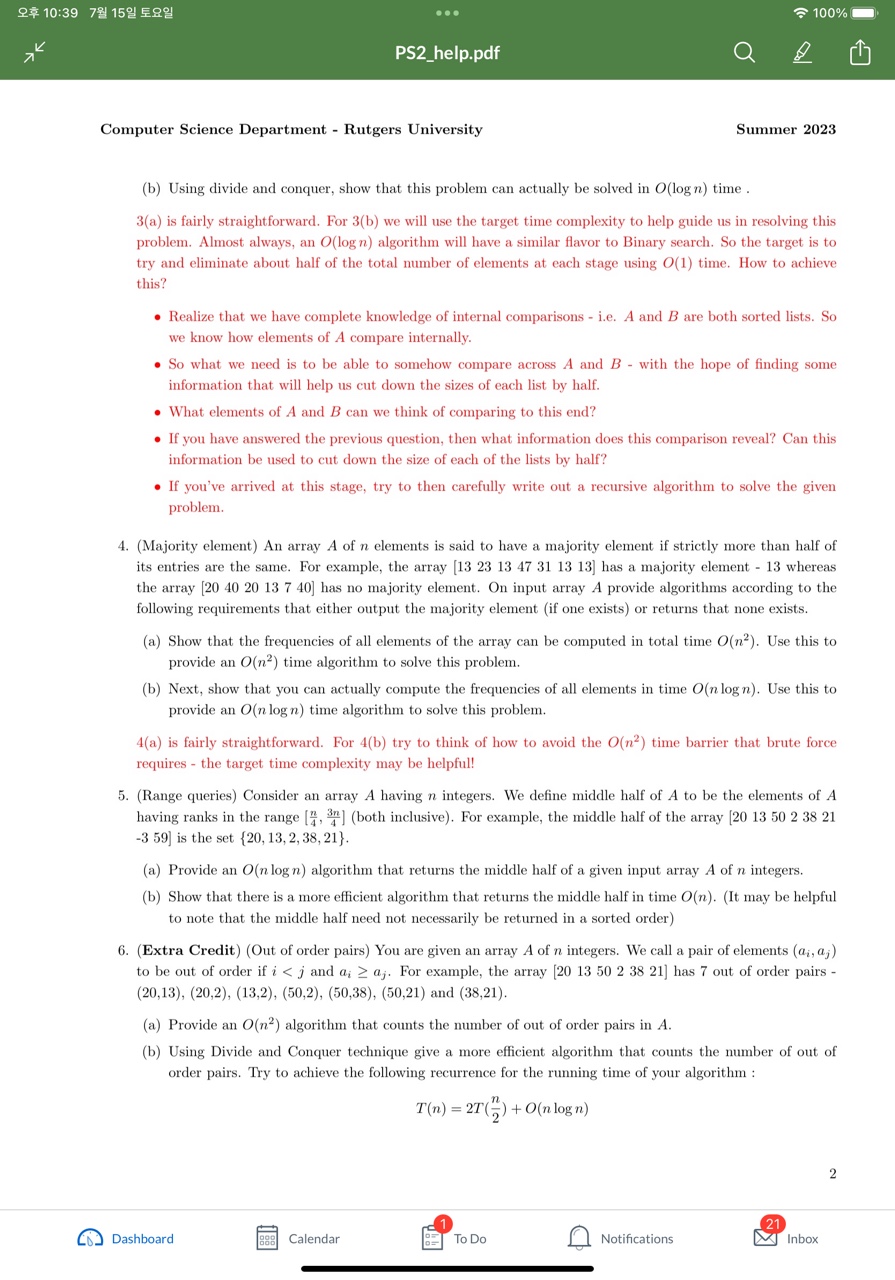 오후 10:39 7월 15일 토요일
100%
PS2_help.pdf
Computer Science Department - Rutgers University Summer 2023
(b) Using divide and conquer, show that this problem can actually be solved in O(log n) time .
3(a) is fairly straightforward. For 3(b) we will use the target time complexity to help guide us in resolving this
problem. Almost always, an O(log n) algorithm will have a similar flavor to Binary search. So the target is to
try and eliminate about half of the total number of elements at each stage using O(1) time. How to achieve
this?
• Realize that we have complete knowledge of internal comparisons - i.e. A and B are both sorted lists. So
we know how elements of A compare internally.
• So what we need is to be able to somehow compare across A and B - with the hope of finding some
information that will help us cut down the sizes of each list by half.
• What elements of A and B can we think of comparing to this end?
• If you have answered the previous question, then what information does this comparison reveal? Can this
information be used to cut down the size of each of the lists by half?
• If you've arrived at this stage, try to then carefully write out a recursive algorithm to solve the given
problem.
4. (Majority element) An array A of n elements is said to have a majority element if strictly more than half of
its entries are the same. For example, the array [13 23 13 47 31 13 13] has a majority element - 13 whereas
the array [20 40 20 13 7 40] has no majority element. On input array A provide algorithms according to the
following requirements that either output the majority element (if one exists) or returns that none exists.
(a) Show that the frequencies of all elements of the array can be computed in total time O(n²). Use this to
provide an O(n²) time algorithm to solve this problem.
(b) Next, show that you can actually compute the frequencies of all elements in time O(n log n). Use this to
provide an O(n log n) time algorithm to solve this problem.
4(a) is fairly straightforward. For 4(b) try to think of how to avoid the O(n²) time barrier that brute force
requires - the target time complexity may be helpful!
5. (Range queries) Consider an array A having n integers. We define middle half of A to be the elements of A
having ranks in the range [n/4, 3n/4] (both inclusive). For example, the middle half of the array [20 13 50 2 38 21
-3 59] is the set {20, 13, 2, 38, 21}.
(a) Provide an O(n log n) algorithm that returns the middle half of a given input array A of n integers.
(b) Show that there is a more efficient algorithm that returns the middle half in time O(n). (It may be helpful
to note that the middle half need not necessarily be returned in a sorted order)
6. (Extra Credit) (Out of order pairs) You are given an array A of n integers. We call a pair of elements (aᵢ, aⱼ)
to be out of order if i < j and aᵢ ≥ aⱼ. For example, the array [20 13 50 2 38 21] has 7 out of order pairs -
(20,13), (20,2), (13,2), (50,2), (50,38), (50,21) and (38,21).
(a) Provide an O(n²) algorithm that counts the number of out of order pairs in A.
(b) Using Divide and Conquer technique give a more efficient algorithm that counts the number of out of
order pairs. Try to achieve the following recurrence for the running time of your algorithm :
T(n) = 2T(n/2) + O(n log n)
2
Dashboard
Calendar
1
To Do
Notifications
21
Inbox